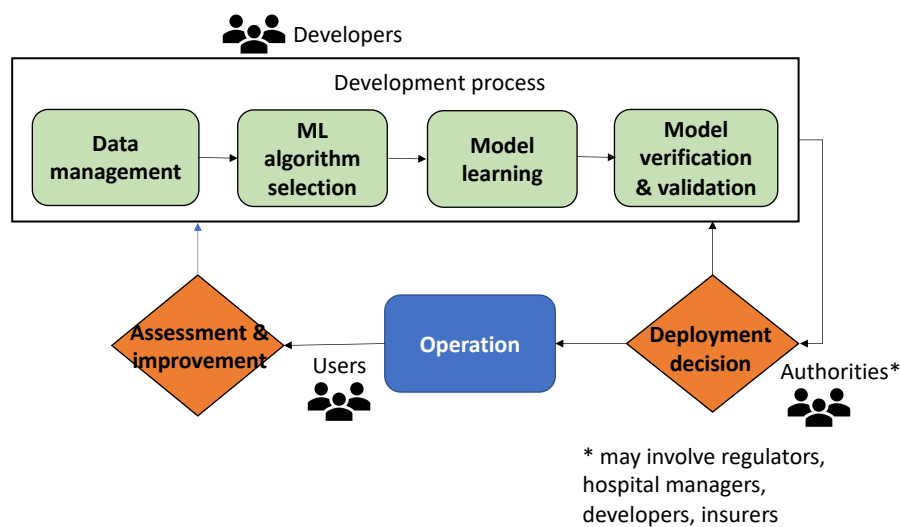 Developers
Development process
Data
management
ML
algorithm
selection
Model
learning
Model
verification
& validation
Assessment &
improvement
Users
Operation
Deployment
decision
Authorities*
* may involve regulators,
hospital managers,
developers, insurers